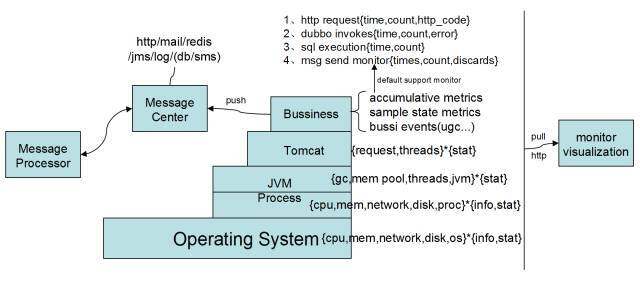 1、http request{time,count,http_code}
2、dubbo invokes{time,count,error}
3、sql execution{time,count}
4、msg send monitor{times,count,discards}
http/mail/redis
/jms/log/(db/sms)
default support monitor
Message
Center
push
Bussiness
accumulative metrics
sample state metrics
bussi events(ugc...)
Message
Processor
Tomcat
{request,threads}*{stat}
pull
http
monitor
visualization
JVM
{gc,mem pool,threads,jvm}*{stat}
Process
{cpu,mem,network,disk,proc}*{info,stat}
Operating System
{cpu,mem,network,disk,os}*{info,stat}